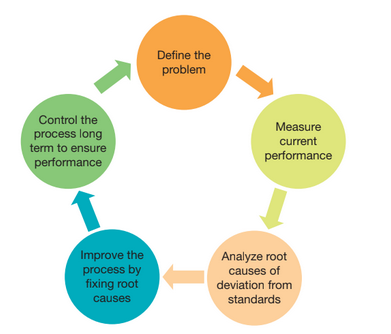 Define the
problem
Measure
current
performance
Analyze root
causes of
deviation from
standards
Improve the
process by
fixing root
causes
Control the
process long
term to ensure
performance